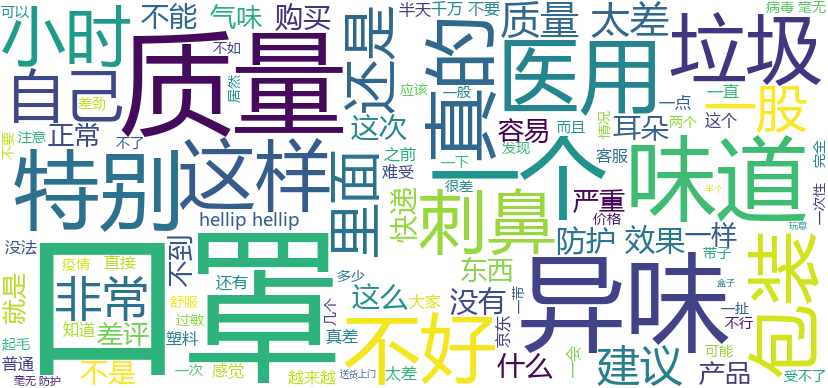 可以
小时
不能
气味
购买
半天
千万 不要
质量
太差
病毒 毫无
不如
还是
真的
医用
垃圾
自己
差劲
质量
居然
一般
应该
一直
一股
不要
注意
正常
不了
这次
容易
而且
情况
耳朵
一点
两个
这个
特别
这样
里面
之前
难受
一下
一个
发现
客服
味道
完全
很差
严重
价格
一次性
hellip hellip
快递
刺鼻
防护
效果
一样
玩意
半个
没法
口罩
不到
东西
带子
包装
疫情
直接
还有
多少
就是
非常
这么
大家
没有
一带
异味
盒子
知道
差评
舒服
过敏
几个
不好
京东
一扯
不行
起毛
塑料
真差
普通
不是
一次
感觉
越来越
送货上门
太差
什么
一会
建议
产品
可能
受不了
毫无 防护